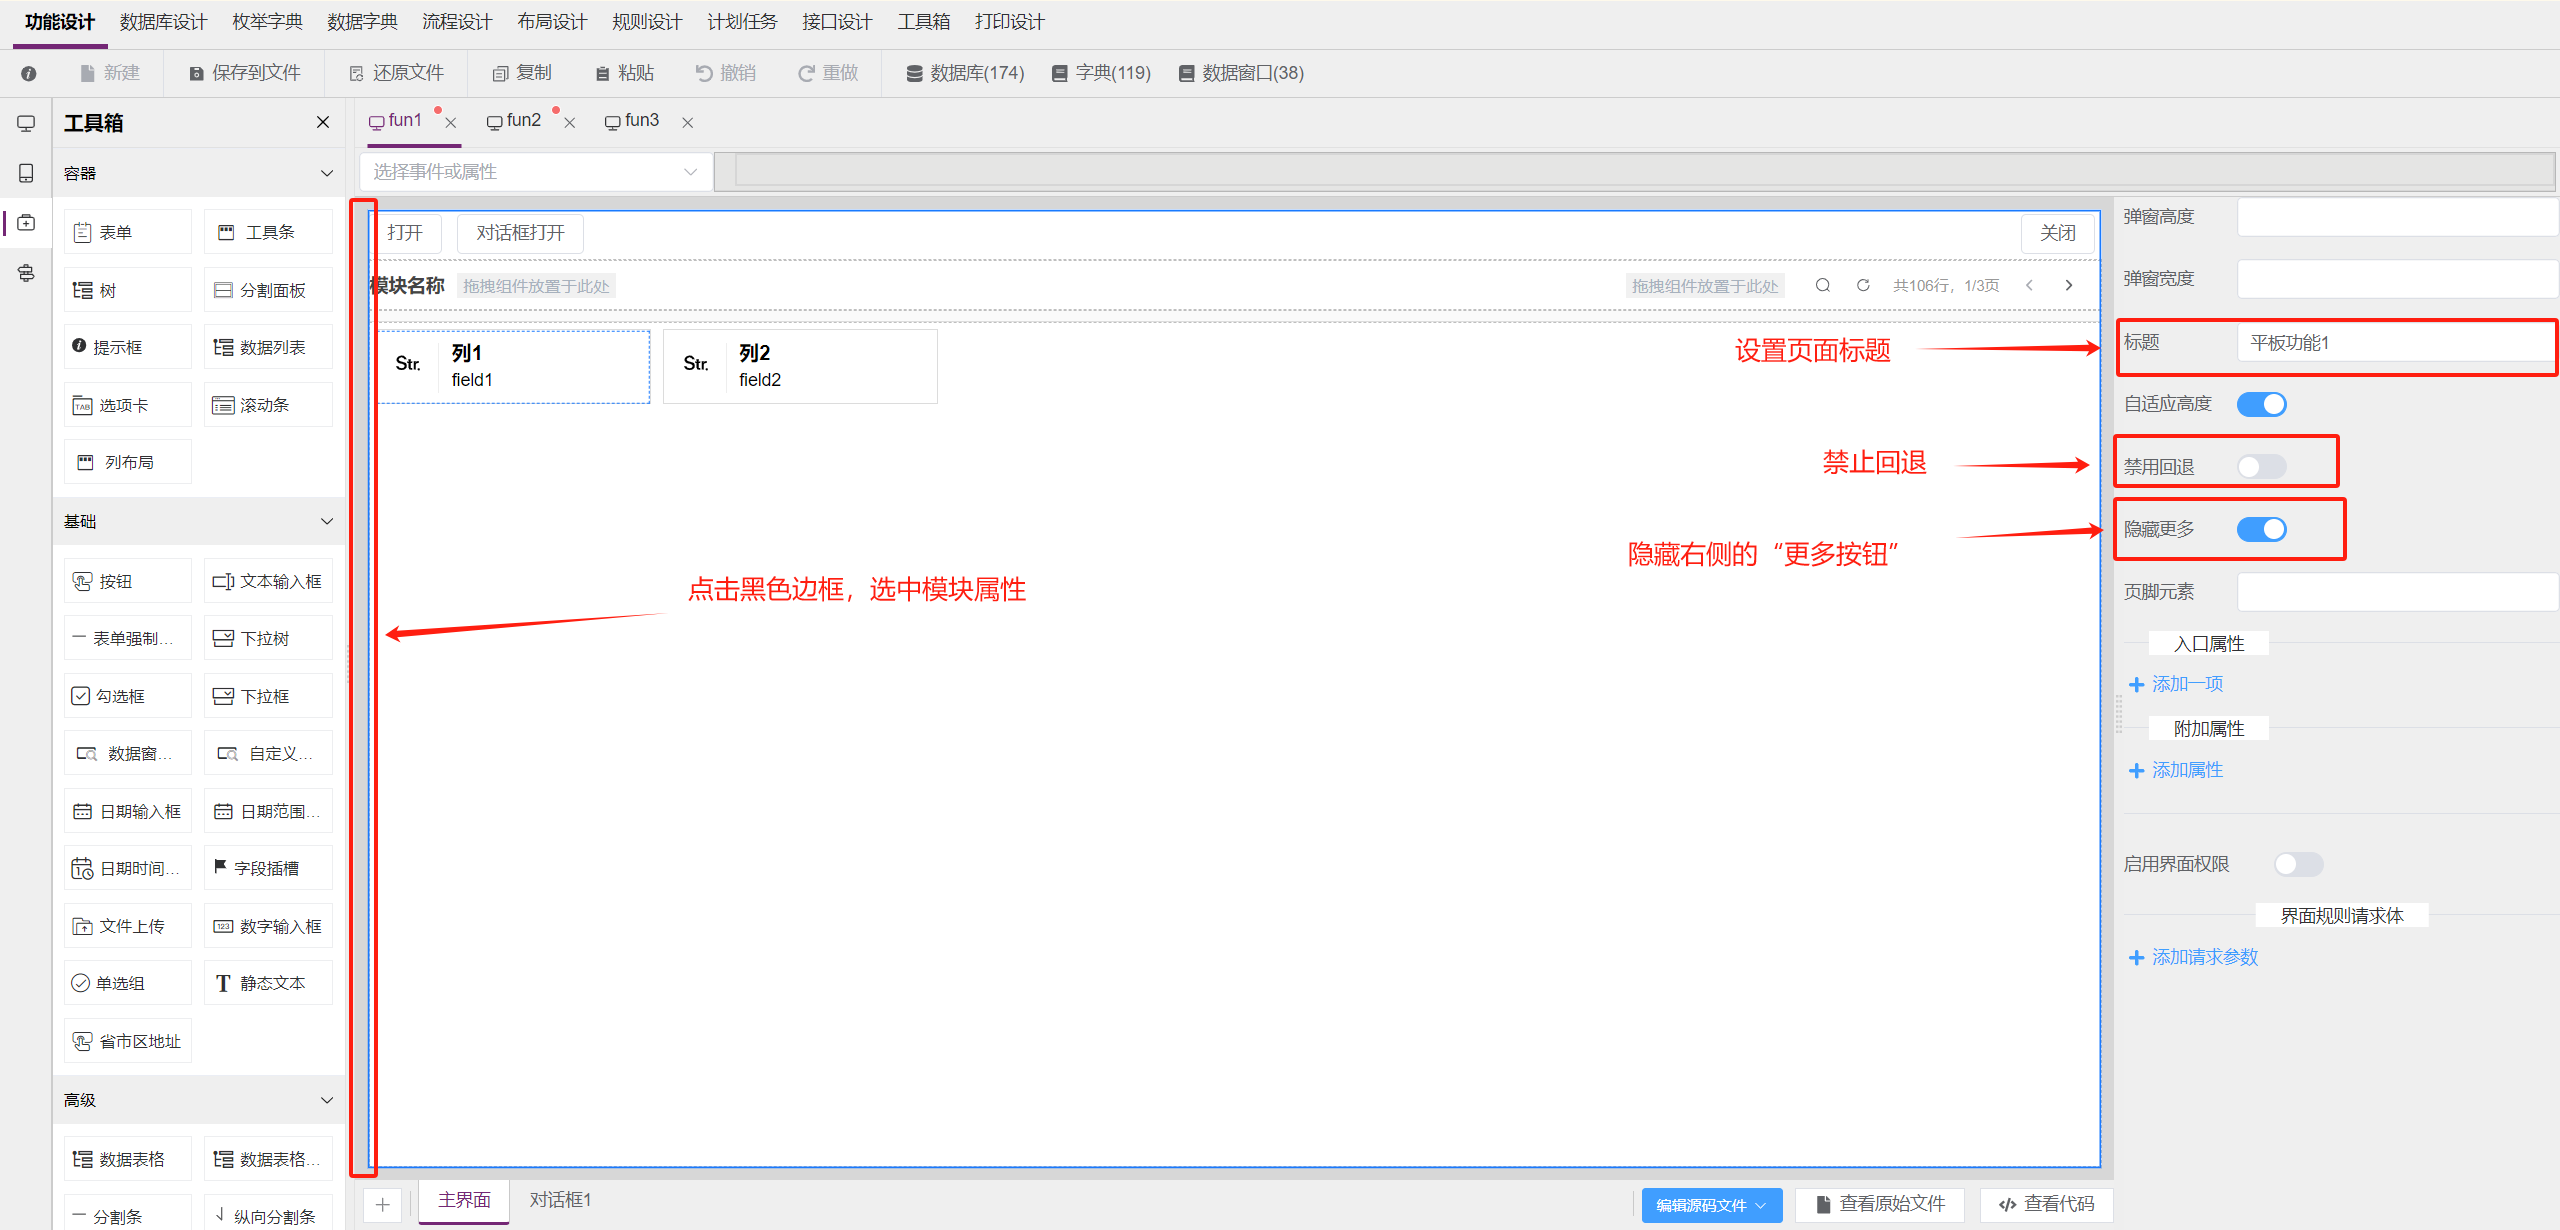 功能设计 数据库设计 枚举字典 数据字典 流程设计 布局设计 规则设计 计划任务 接口设计 工具箱 打印设计
新建 保存到文件 还原文件 复制 粘贴 撤销 重做 数据库(174) 字典(119) 数据窗口(38)
工具箱
fun1 fun2 fun3
容器
选择事件或属性
表单 工具条
树 分割面板
提示框 数据列表
选项卡 滚动条
列布局
基础
按钮 文本输入框
表单强制... 下拉树
勾选框 下拉框
数据窗... 自定义...
日期输入框 日期范围...
日期时间... 字段插槽
文件上传 数字输入框
单选组 静态文本
省市区地址
高级
数据表格 数据表格...
分割条 纵向分割条
打开 对话框打开 关闭
模块名称 拖拽组件放置于此处 拖拽组件放置于此处 共106行，1/3页
Str. 列1 field1
Str. 列2 field2
设置页面标题
禁止回退
隐藏右侧的“更多按钮”
点击黑色边框，选中模块属性
弹窗高度
弹窗宽度
标题 平板功能1
自适应高度
禁用回退
隐藏更多
页脚元素
入口属性
添加一项
附加属性
添加属性
启用界面权限
界面规则请求体
添加请求参数
主界面 对话框1 编辑源码文件 查看原始文件 查看代码